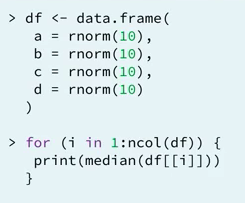 > df <- data.frame(
a = rnorm(10),
b = rnorm(10),
c = rnorm(10),
d = rnorm(10)
)
> for (i in 1:ncol(df)) {
print(median(df[[i]]))
}